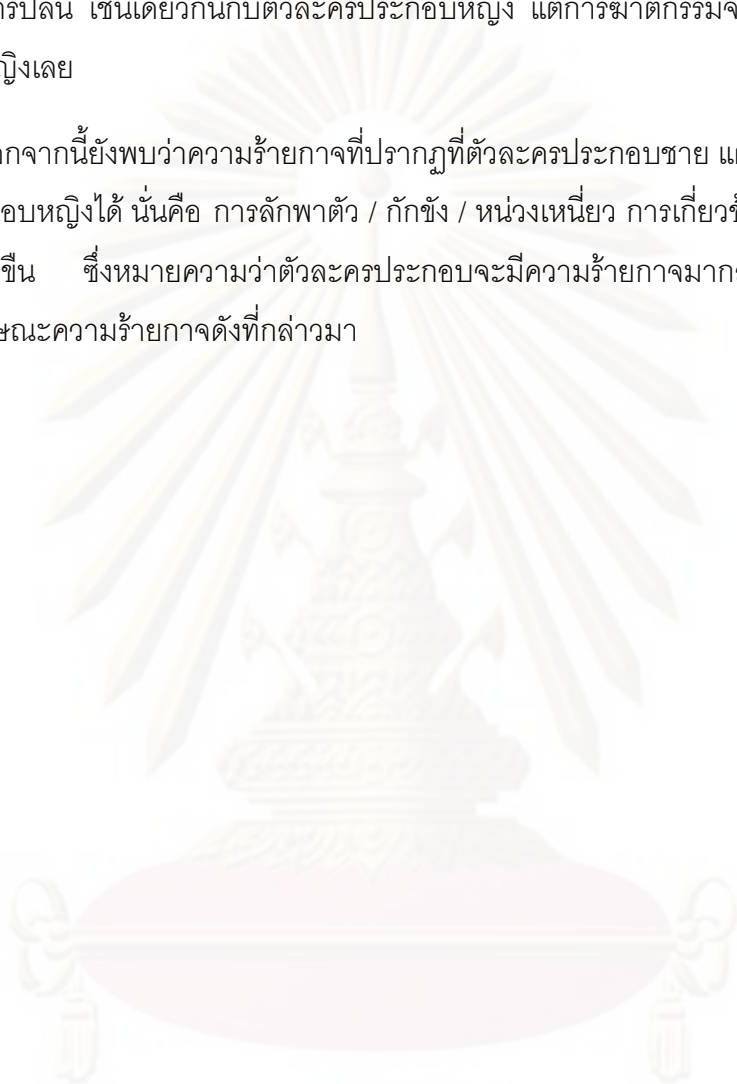 ารปล้น เช่นเดียวกันกับตัวละครประกอบหญิง แต่การฆาตกรรมจ
ญิงเลย
อกจากนี้ยังพบว่าความร้ายกาจที่ปรากฏที่ตัวละครประกอบชาย แต
อบหญิงได้ นั่นคือ การลักพาตัว / กักขัง / หน่วงเหนี่ยว การเกี่ยวข้
ขืน ซึ่งหมายความว่าตัวละครประกอบจะมีความร้ายกาจมาก
ษณะความร้ายกาจดังที่กล่าวมา